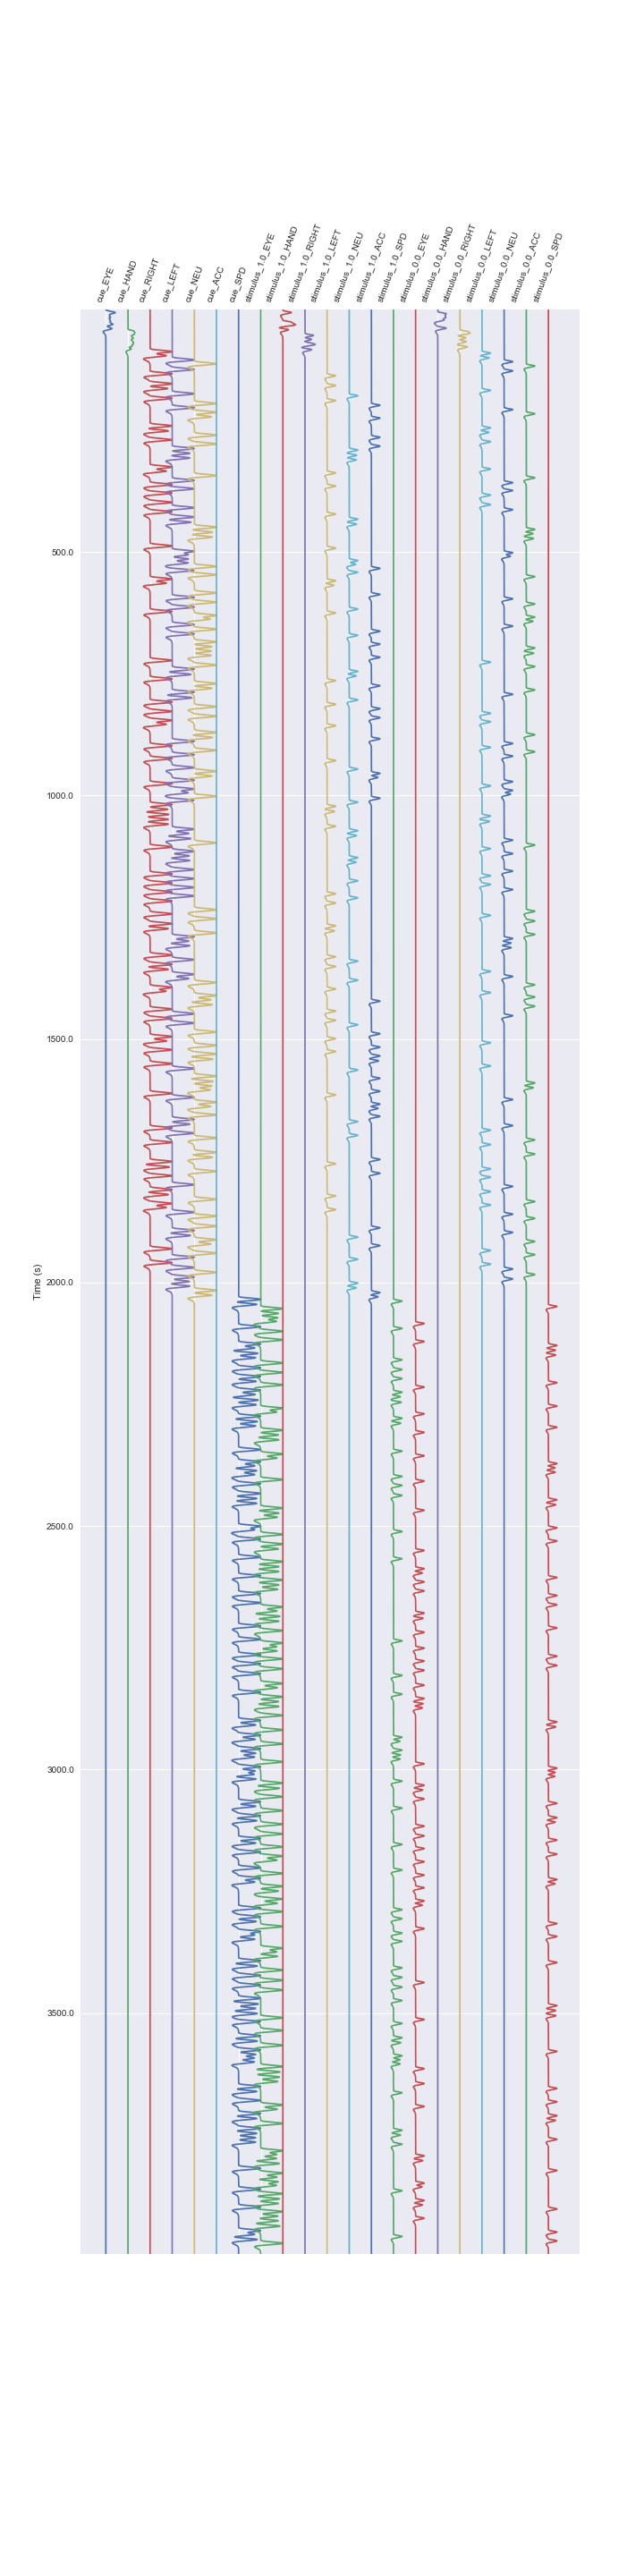 cue_EYE
cue_HAND
cue_RIGHT
cue_LEFT
cue_NEU
cue_ACC
cue_SPD
stimulus_1.0_EYE
stimulus_1.0_HAND
stimulus_1.0_RIGHT
stimulus_1.0_LEFT
stimulus_1.0_NEU
stimulus_1.0_ACC
stimulus_1.0_SPD
stimulus_0.0_EYE
stimulus_0.0_HAND
stimulus_0.0_RIGHT
stimulus_0.0_LEFT
stimulus_0.0_NEU
stimulus_0.0_ACC
stimulus_0.0_SPD
500.0
1000.0
1500.0
2000.0
Time (s)
2500.0
3000.0
3500.0